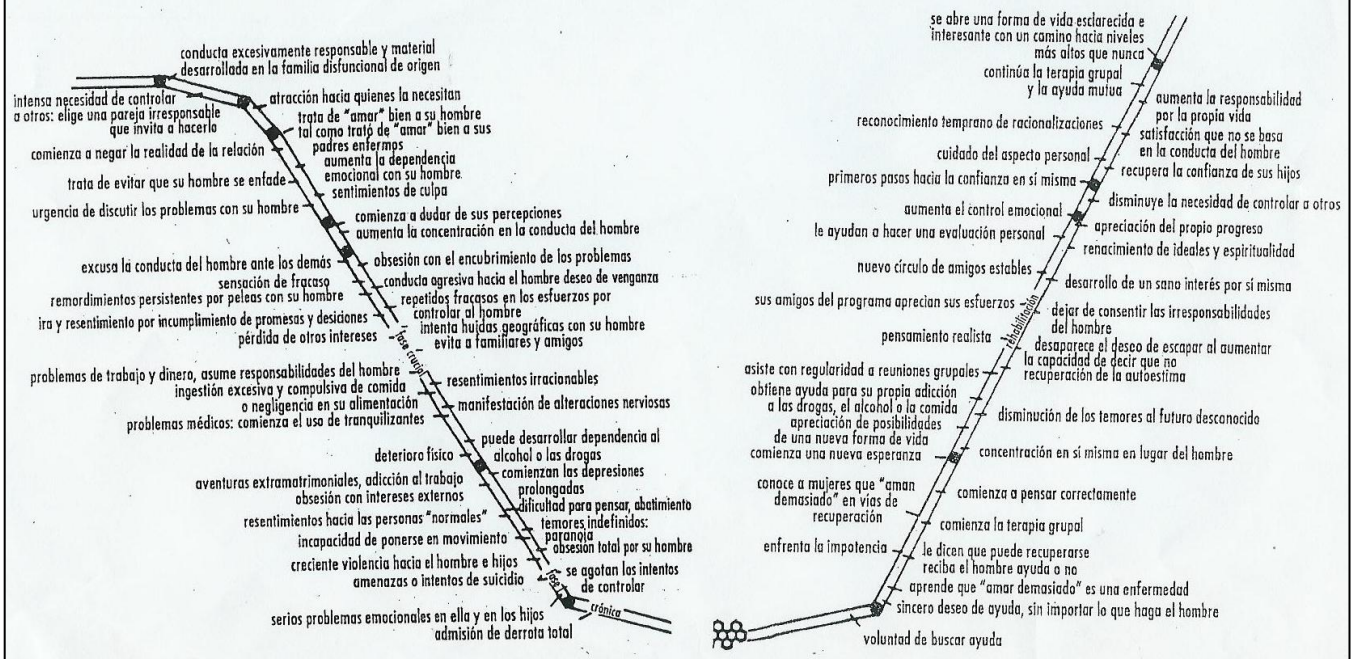 conducta excesivamente responsable y material
desarrollada en la familia disfuncional de origen
intensa necesidad de controlar
a otros: elige una pareja irresponsable
que invita a hacerlo
atracción hacia quienes la necesitan
trata de "amar" bien a su hombre
tal como trató de "amar" bien a sus
padres enfermos
comienza a negar la realidad de la relación
aumenta la dependencia
emocional con su hombre
trata de evitar que su hombre se enfade
sentimientos de culpa
urgencia de discutir los problemas con su hombre
comienza a dudar de sus percepciones
aumenta la concentración en la conducta del hombre
excusa la conducta del hombre ante los demás
obsesión con el encubrimiento de los problemas
sensación de fracaso
conducta agresiva hacia el hombre deseo de venganza
remordimientos persistentes por peleas con su hombre
repetidos fracasos en los esfuerzos por
controlar al hombre
ira y resentimiento por incumplimiento de promesas y desiciones
intenta huidas geográficas con su hombre
pérdida de otros intereses
evita a familiares y amigos
fase crucial
problemas de trabajo y dinero, asume responsabilidades del hombre
resentimientos irracionables
ingestión excesiva y compulsiva de comida
o negligencia en su alimentación
manifestación de alteraciones nerviosas
problemas médicos: comienza el uso de tranquilizantes
puede desarrollar dependencia al
alcohol o las drogas
deterioro físico
comienzan las depresiones
prolongadas
aventuras extramatrimoniales, adicción al trabajo
obsesión con intereses externos
dificultad para pensar, abatimiento
resentimientos hacia las personas "normales"
temores indefinidos:
paranoia
incapacidad de ponerse en movimiento
obsesión total por su hombre
creciente violencia hacia el hombre e hijos
amenazas o intentos de suicidio
se agotan los intentos
de controlar
fase
crónica
serios problemas emocionales en ella y en los hijos
admisión de derrota total
se abre una forma de vida esclarecida e
interesante con un camino hacia niveles
más altos que nunca
continúa la terapia grupal
y la ayuda mutua
aumenta la responsabilidad
por la propia vida
reconocimiento temprano de racionalizaciones
satisfacción que no se basa
en la conducta del hombre
cuidado del aspecto personal
recupera la confianza de sus hijos
primeros pasos hacia la confianza en sí misma
disminuye la necesidad de controlar a otros
aumenta el control emocional
apreciación del propio progreso
le ayudan a hacer una evaluación personal
renacimiento de ideales y espiritualidad
nuevo círculo de amigos estables
desarrollo de un sano interés por sí misma
sus amigos del programa aprecian sus esfuerzos
rehabilitación
dejar de consentir las irresponsabilidades
del hombre
pensamiento realista
desaparece el deseo de escapar al aumentar
la capacidad de decir que no
asiste con regularidad a reuniones grupales
recuperación de la autoestima
obtiene ayuda para su propia adicción
a las drogas, el alcohol o la comida
disminución de los temores al futuro desconocido
apreciación de posibilidades
de una nueva forma de vida
comienza una nueva esperanza
concentración en sí misma en lugar del hombre
conoce a mujeres que "aman
demasiado" en vías de
recuperación
comienza a pensar correctamente
comienza la terapia grupal
enfrenta la impotencia
le dicen que puede recuperarse
reciba el hombre ayuda o no
aprende que "amar demasiado" es una enfermedad
sincero deseo de ayuda, sin importar lo que haga el hombre
voluntad de buscar ayuda